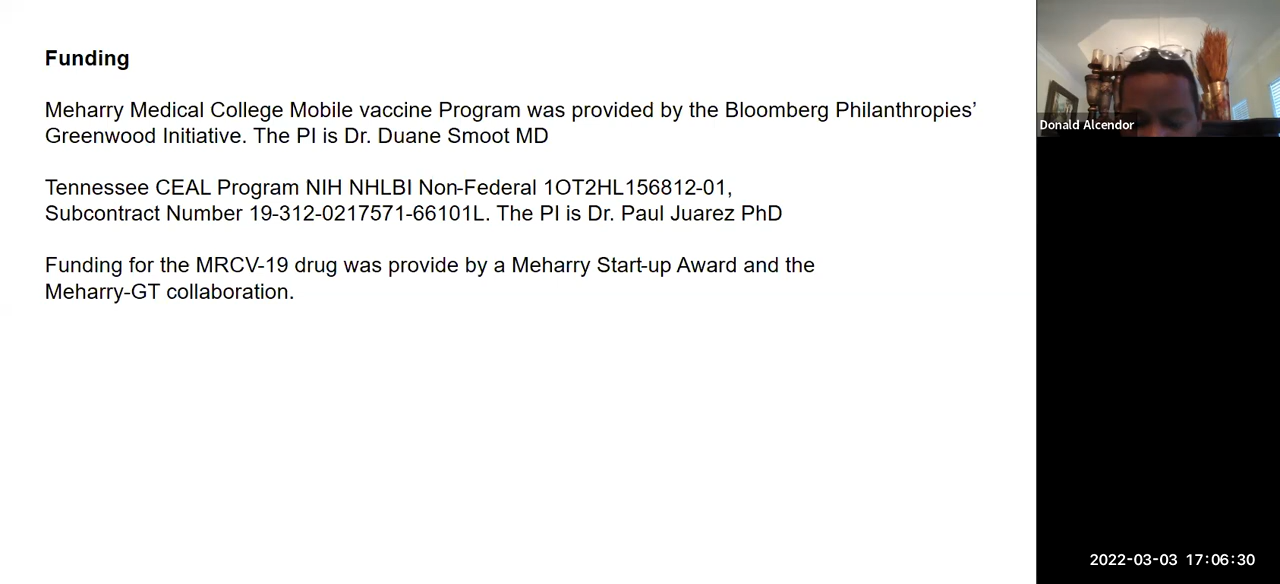 Funding
Meharry Medical College Mobile vaccine Program was provided by the Bloomberg Philanthropies’
Greenwood Initiative. The PI is Dr. Duane Smoot MD
Tennessee CEAL Program NIH NHLBI Non-Federal 1OT2HL156812-01,
Subcontract Number 19-312-0217571-66101L. The PI is Dr. Paul Juarez PhD
Funding for the MRCV-19 drug was provide by a Meharry Start-up Award and the
Meharry-GT collaboration.
Donald Alcendor
2022-03-03 17:06:30